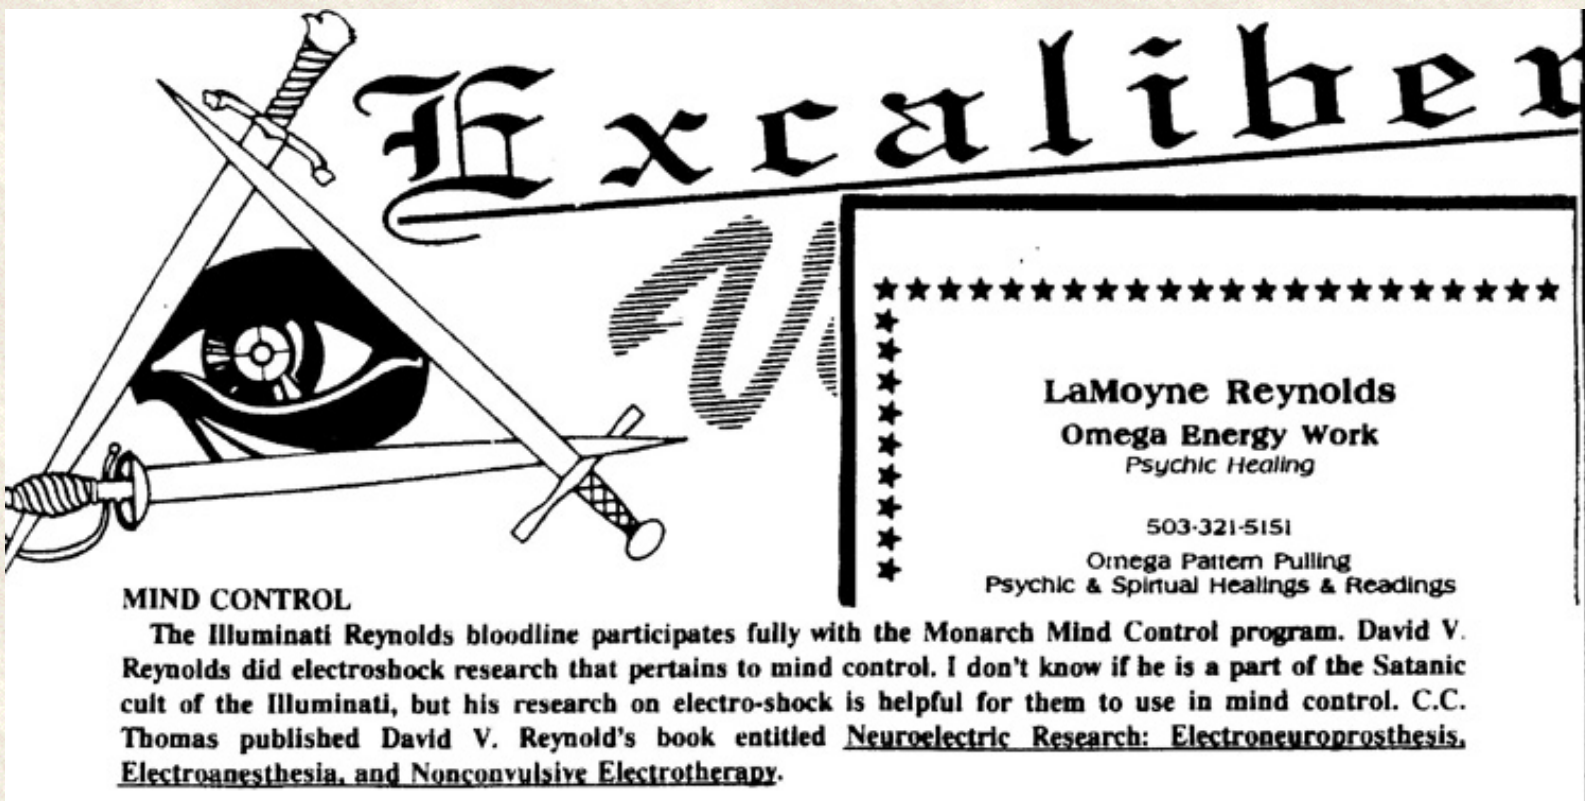 Excaliber
LaMoyne Reynolds
Omega Energy Work
Psychic Healing
503-321-5151
Omega Pattern Pulling
Psychic & Spiritual Healings & Readings
MIND CONTROL
The Illuminati Reynolds bloodline participates fully with the Monarch Mind Control program. David V.
Reynolds did electroshock research that pertains to mind control. I don't know if he is a part of the Satanic
cult of the Illuminati, but his research on electro-shock is helpful for them to use in mind control. C.C.
Thomas published David V. Reynold's book entitled Neuroelectric Research: Electroneuroprosthesis,
Electroanesthesia, and Nonconvulsive Electrotherapy.